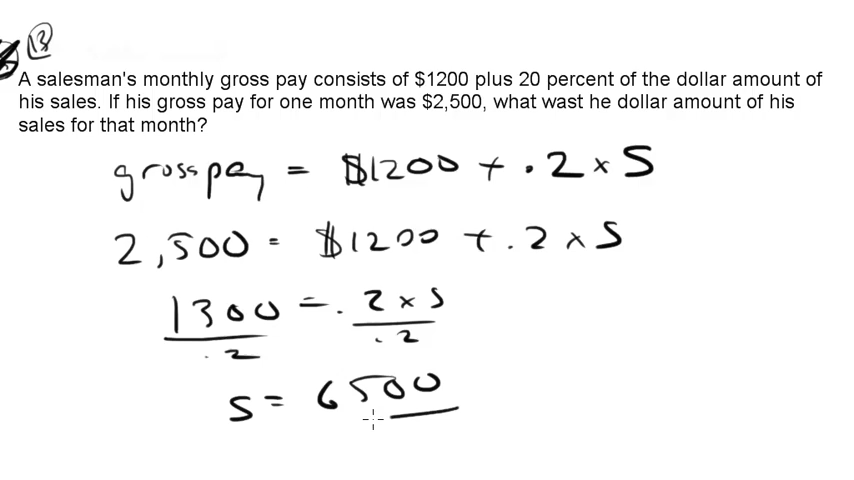 13
A salesman's monthly gross pay consists of $1200 plus 20 percent of the dollar amount of
his sales. If his gross pay for one month was $2,500, what wast he dollar amount of his
sales for that month?
gross pay = $1200 + .2 x S
2,500 = $1200 + .2 x S
1300 = .2 x S
.2 .2
S = 6500